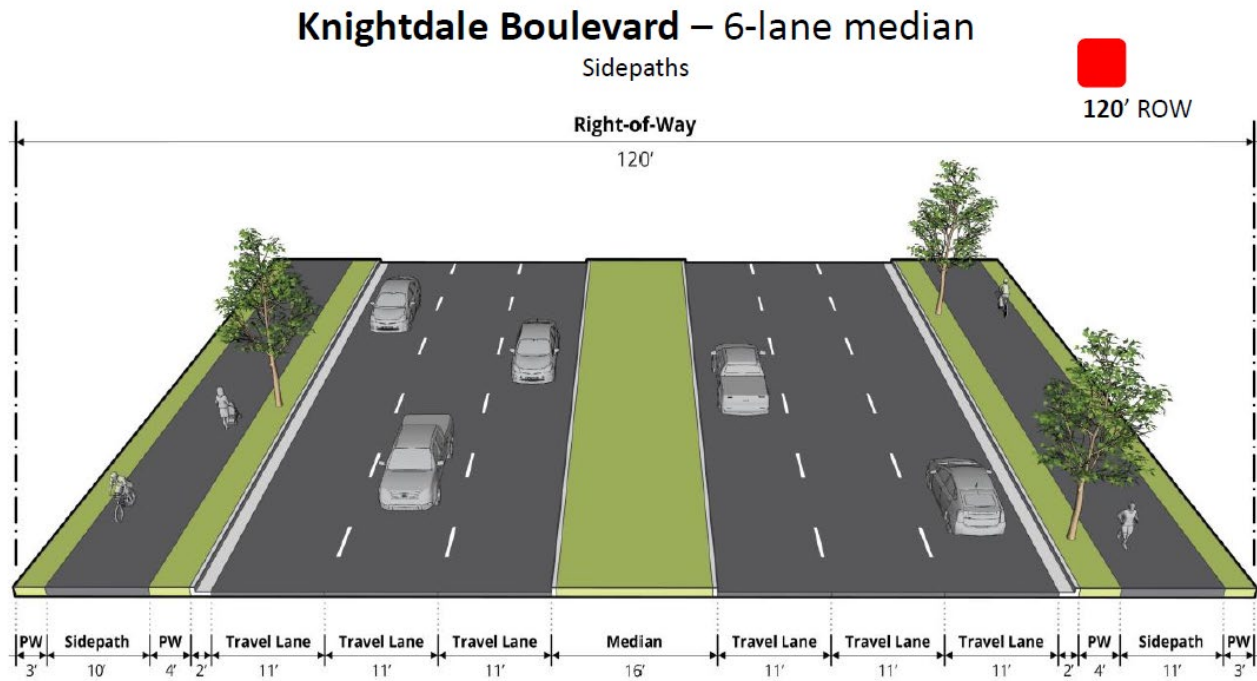 Knightdale Boulevard – 6-lane median
Sidepaths
120’ ROW
Right-of-Way
120’
PW Sidepath PW Travel Lane Travel Lane Travel Lane Median Travel Lane Travel Lane Travel Lane PW Sidepath PW
3’ 10’ 4’ 2’ 11’ 11’ 11’ 16’ 11’ 11’ 11’ 2’ 4’ 11’ 3’